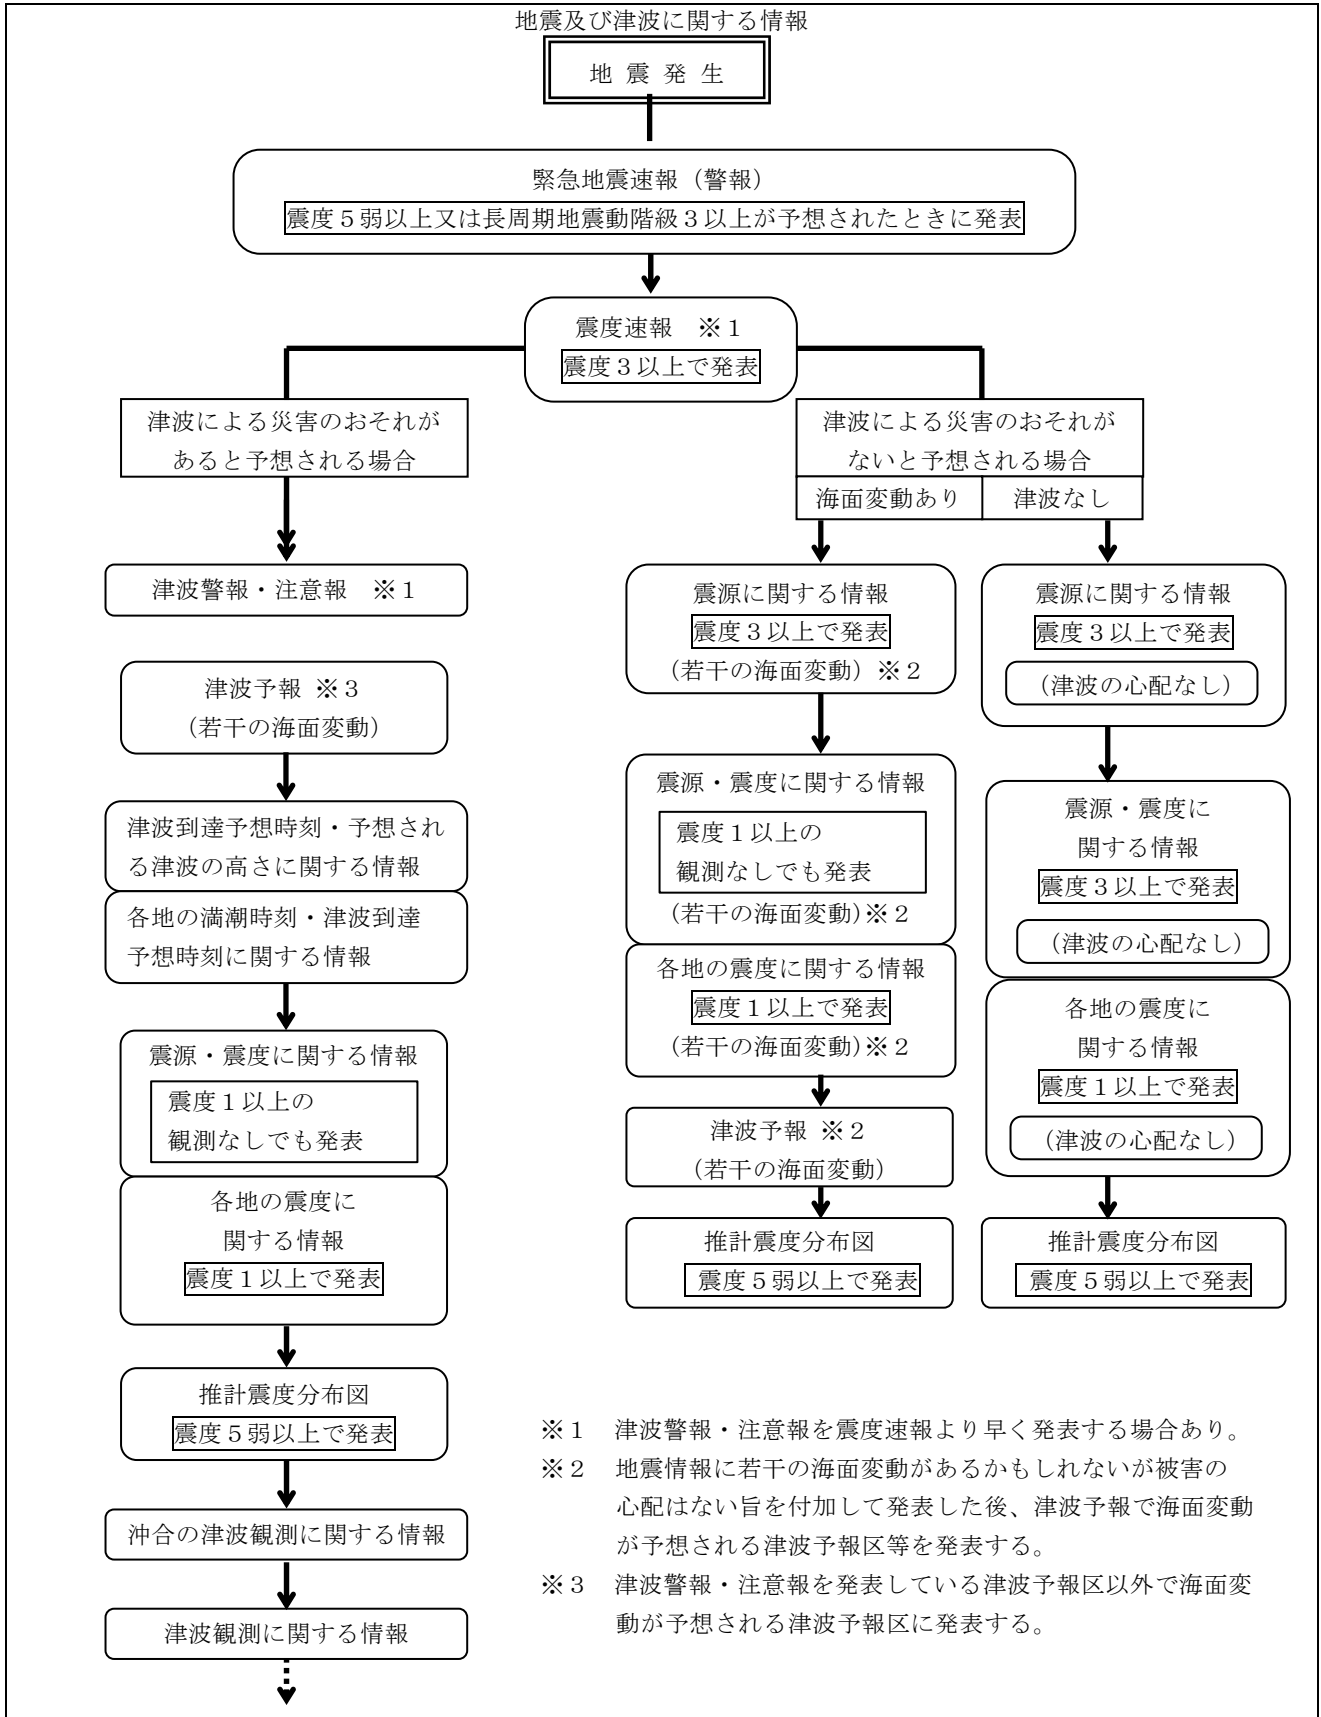 地震及び津波に関する情報
地 震 発 生
緊急地震速報（警報）
震度５弱以上又は長周期地震動階級３以上が予想されたときに発表
震度速報　※１
震度３以上で発表
津波による災害のおそれが
あると予想される場合
津波警報・注意報　※１
津波予報 ※３
（若干の海面変動）
津波到達予想時刻・予想され
る津波の高さに関する情報
各地の満潮時刻・津波到達
予想時刻に関する情報
震源・震度に関する情報
震度１以上の
観測なしでも発表
各地の震度に
関する情報
震度１以上で発表
推計震度分布図
震度５弱以上で発表
沖合の津波観測に関する情報
津波観測に関する情報
津波による災害のおそれが
ないと予想される場合
海面変動あり
津波なし
震源に関する情報
震度３以上で発表
（若干の海面変動）※２
震源・震度に関する情報
震度１以上の
観測なしでも発表
（若干の海面変動）※２
各地の震度に関する情報
震度１以上で発表
（若干の海面変動）※２
津波予報 ※２
（若干の海面変動）
推計震度分布図
震度５弱以上で発表
震源に関する情報
震度３以上で発表
（津波の心配なし）
震源・震度に
関する情報
震度３以上で発表
（津波の心配なし）
各地の震度に
関する情報
震度１以上で発表
（津波の心配なし）
推計震度分布図
震度５弱以上で発表
※１　津波警報・注意報を震度速報より早く発表する場合あり。
※２　地震情報に若干の海面変動があるかもしれないが被害の
心配はない旨を付加して発表した後、津波予報で海面変動
が予想される津波予報区等を発表する。
※３　津波警報・注意報を発表している津波予報区以外で海面変
動が予想される津波予報区に発表する。